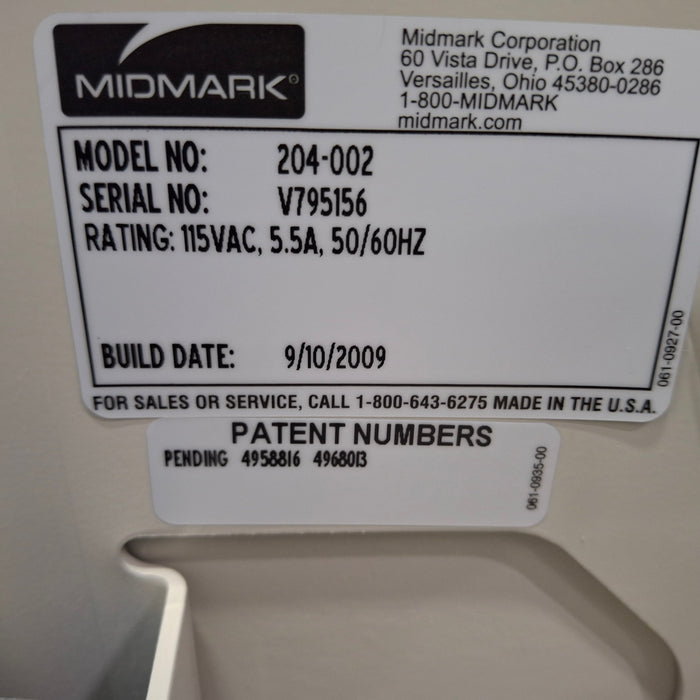 MIDMARK®
Midmark Corporation
60 Vista Drive, P.O. Box 286
Versailles, Ohio 45380-0286
1-800-MIDMARK
midmark.com
MODEL NO: 204-002
SERIAL NO: V795156
RATING: 115VAC, 5.5A, 50/60HZ
BUILD DATE: 9/10/2009
061-0927-00
FOR SALES OR SERVICE, CALL 1-800-643-6275 MADE IN THE U.S.A.
PATENT NUMBERS
PENDING 4958816 4968013
061-0935-00